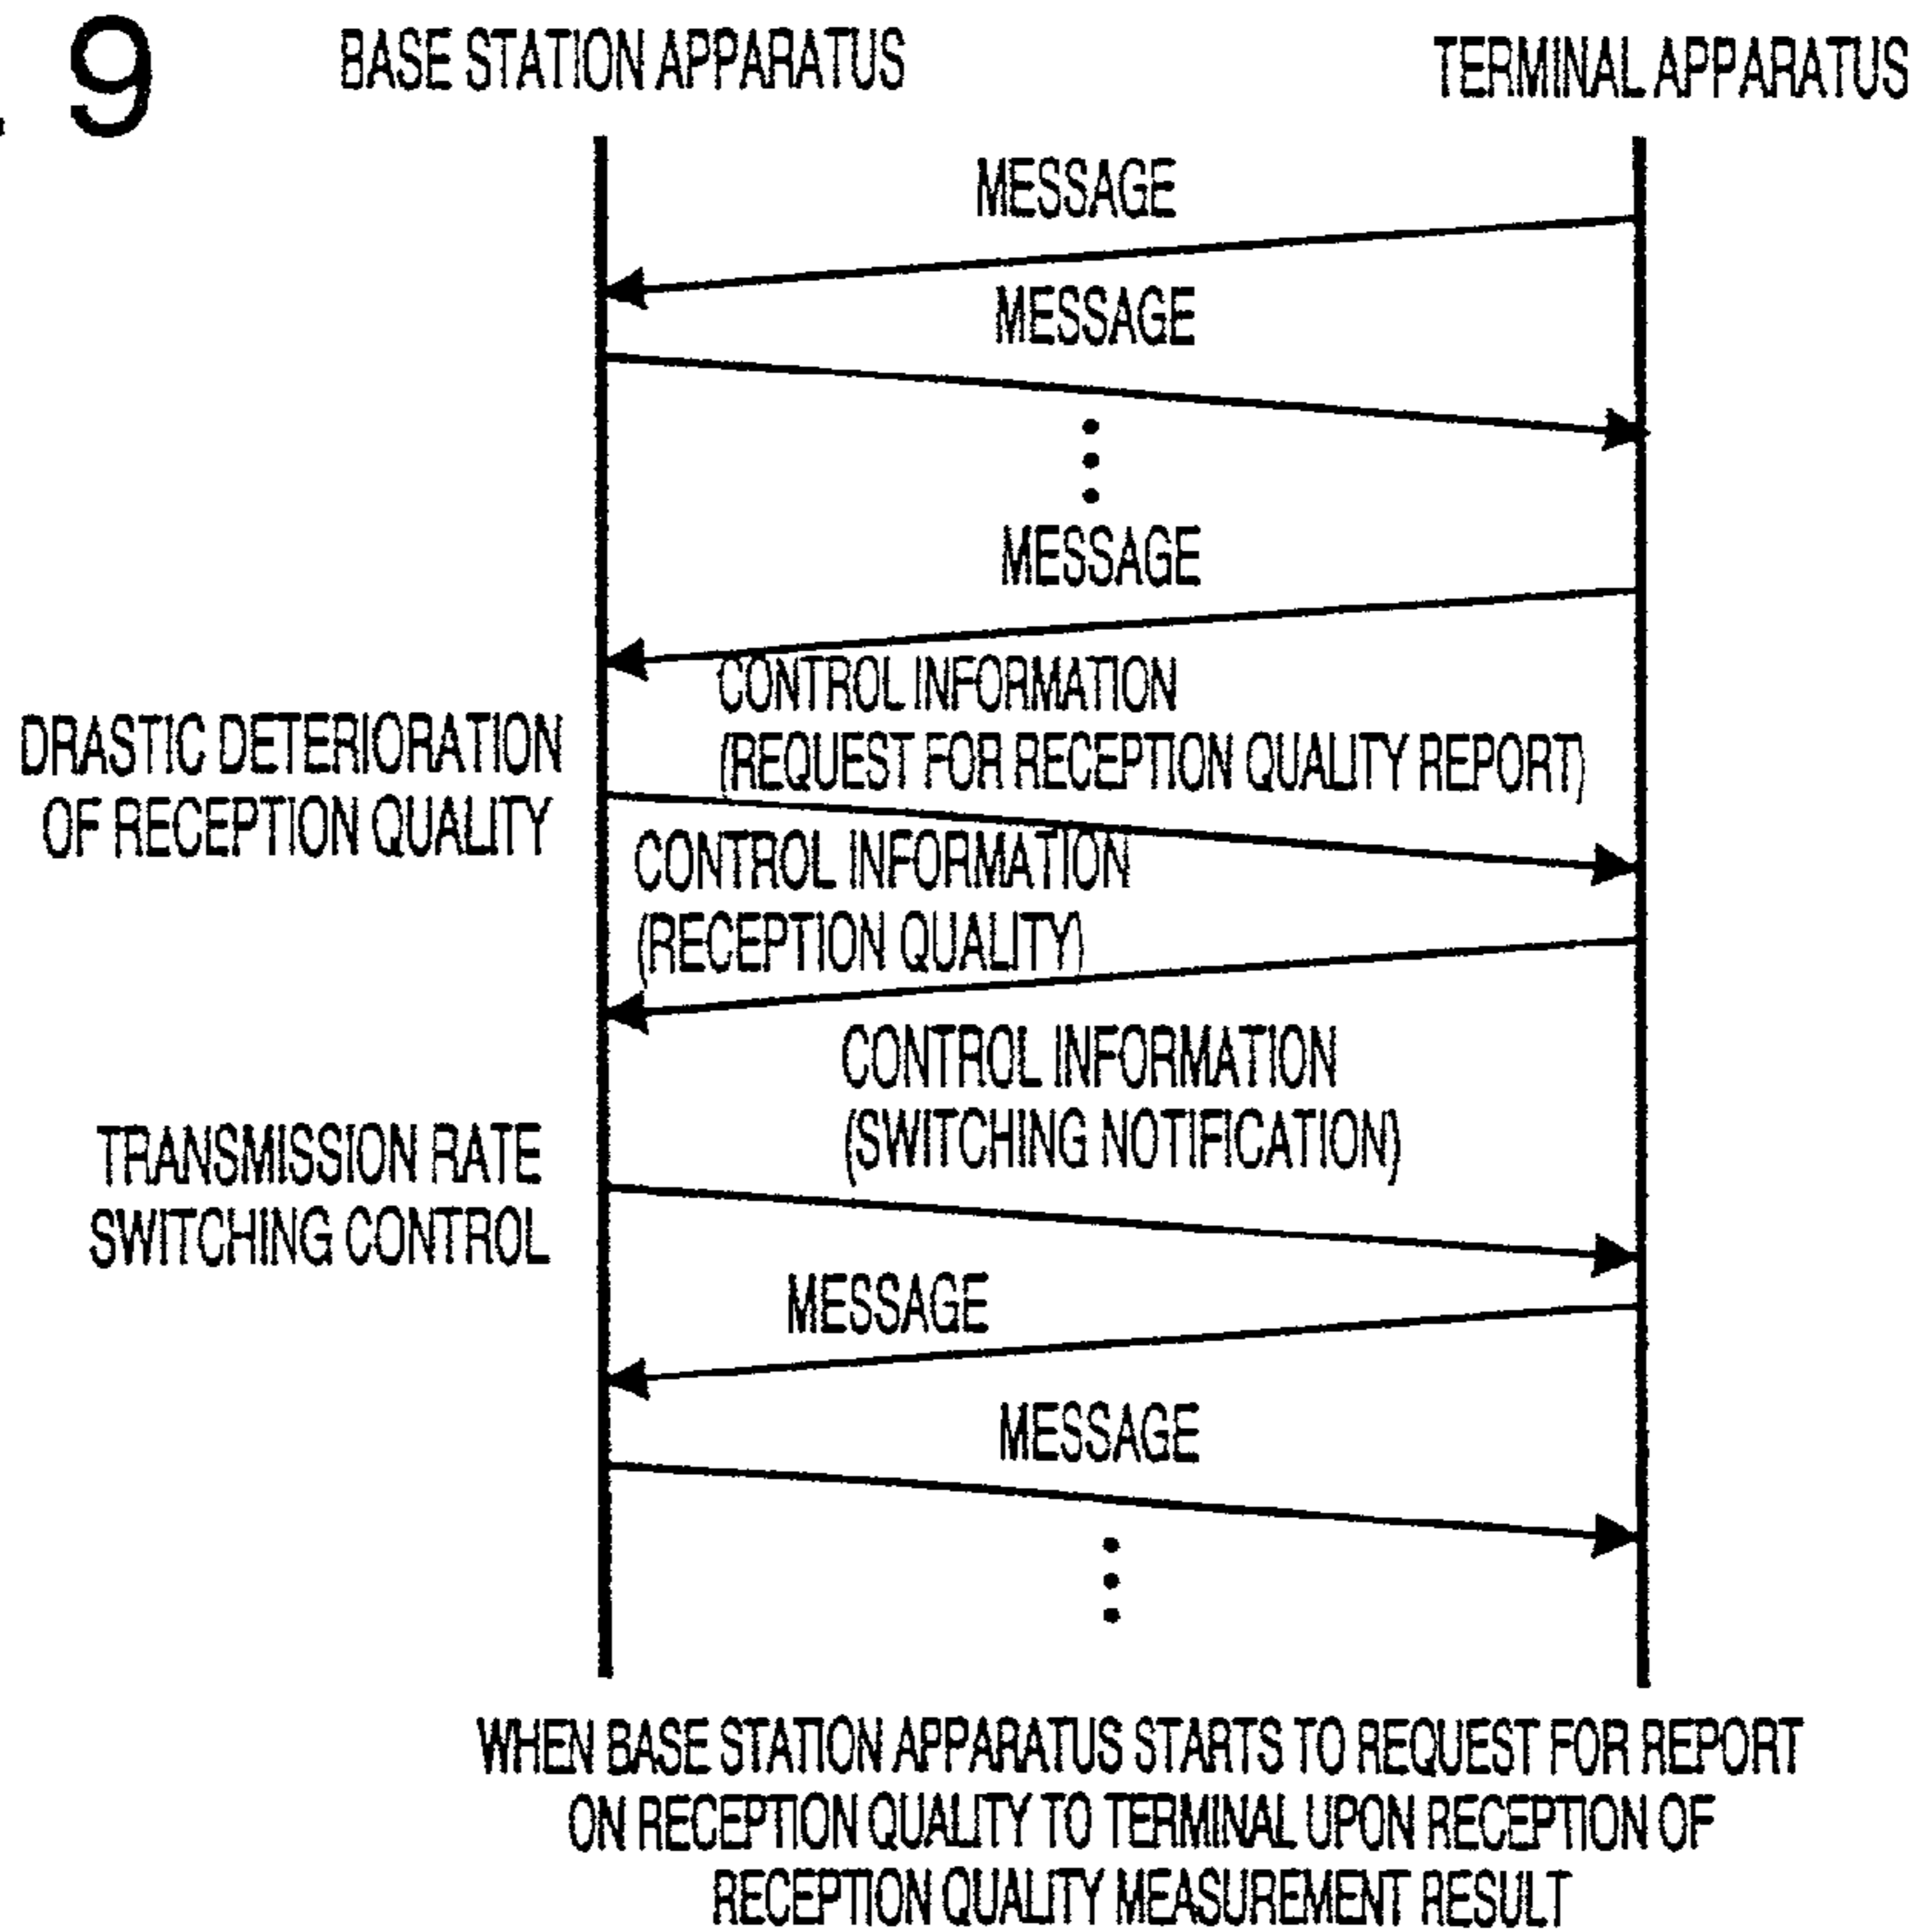 . 9
BASE STATION APPARATUS
TERMINAL APPARATUS
MESSAGE
MESSAGE
MESSAGE
CONTROL INFORMATION
(REQUEST FOR RECEPTION QUALITY REPORT)
DRASTIC DETERIORATION
OF RECEPTION QUALITY
CONTROL INFORMATION
(RECEPTION QUALITY)
CONTROL INFORMATION
(SWITCHING NOTIFICATION)
TRANSMISSION RATE
SWITCHING CONTROL
MESSAGE
MESSAGE
WHEN BASE STATION APPARATUS STARTS TO REQUEST FOR REPORT
ON RECEPTION QUALITY TO TERMINAL UPON RECEPTION OF
RECEPTION QUALITY MEASUREMENT RESULT